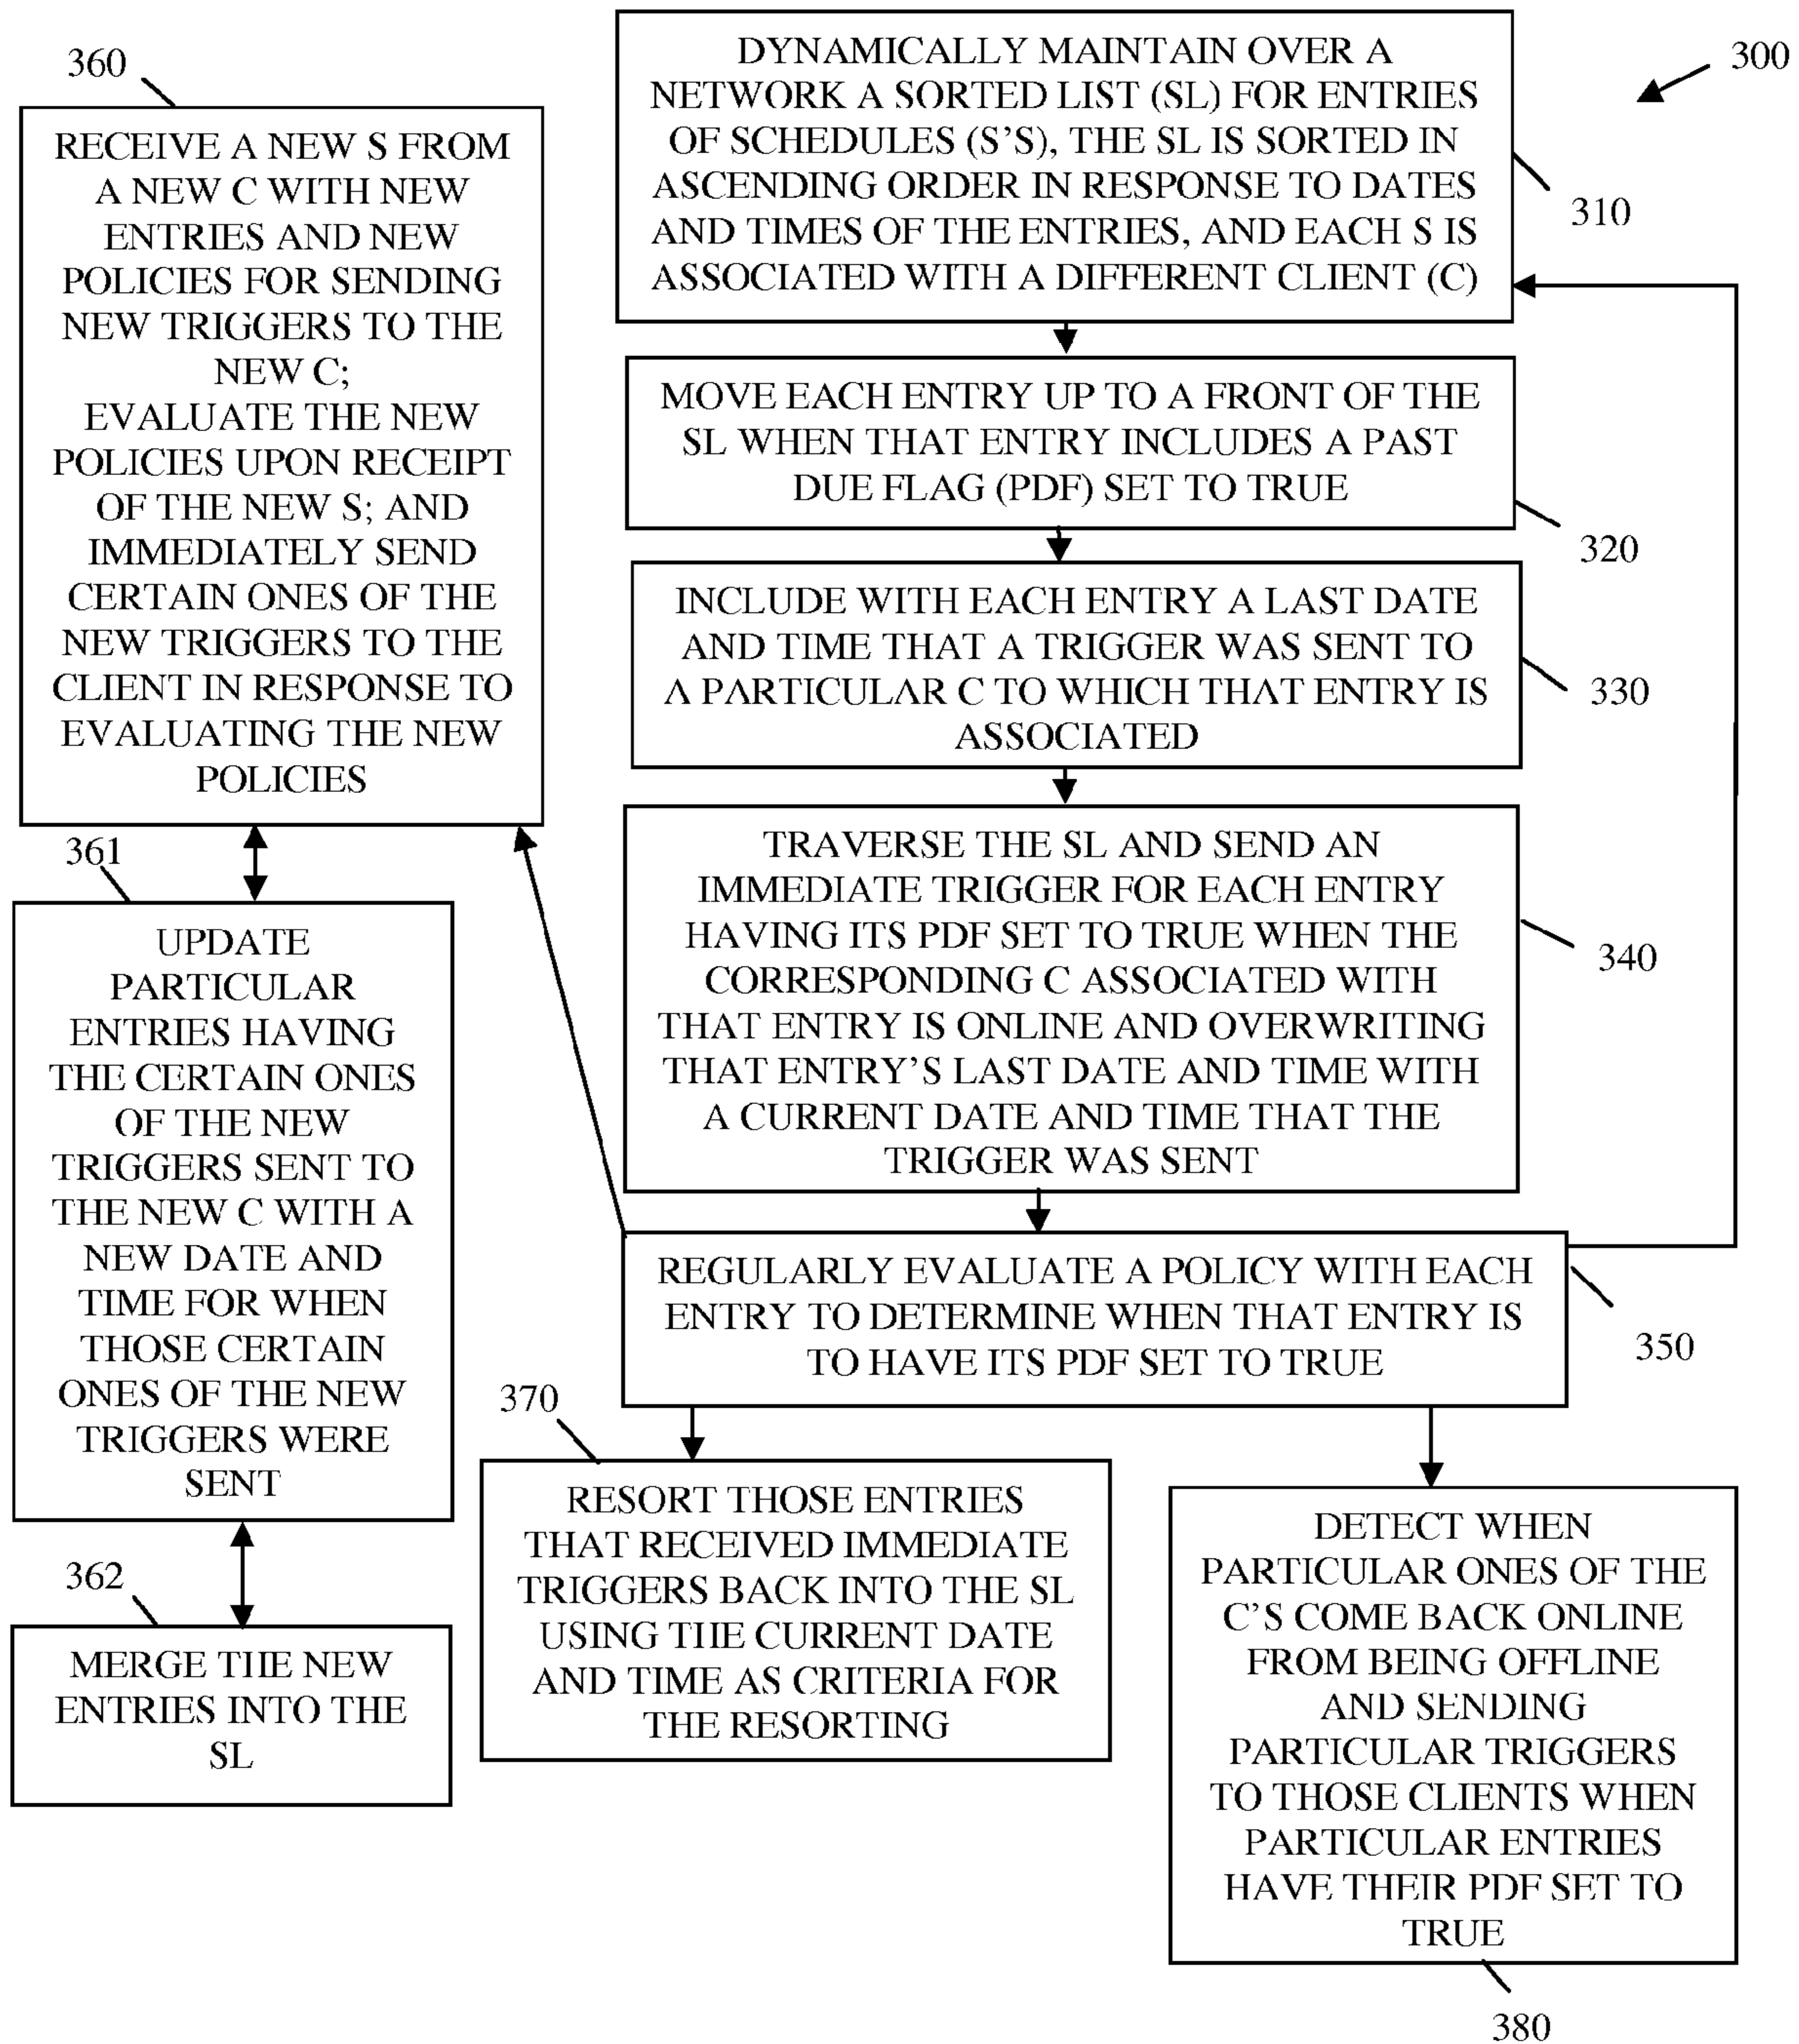 300
DYNAMICALLY MAINTAIN OVER A
NETWORK A SORTED LIST (SL) FOR ENTRIES
OF SCHEDULES (S'S), THE SL IS SORTED IN
ASCENDING ORDER IN RESPONSE TO DATES
AND TIMES OF THE ENTRIES, AND EACH S IS
ASSOCIATED WITH A DIFFERENT CLIENT (C)
310
MOVE EACH ENTRY UP TO A FRONT OF THE
SL WHEN THAT ENTRY INCLUDES A PAST
DUE FLAG (PDF) SET TO TRUE
320
INCLUDE WITH EACH ENTRY A LAST DATE
AND TIME THAT A TRIGGER WAS SENT TO
A PARTICULAR C TO WHICH THAT ENTRY IS
ASSOCIATED
330
TRAVERSE THE SL AND SEND AN
IMMEDIATE TRIGGER FOR EACH ENTRY
HAVING ITS PDF SET TO TRUE WHEN THE
CORRESPONDING C ASSOCIATED WITH
THAT ENTRY IS ONLINE AND OVERWRITING
THAT ENTRY'S LAST DATE AND TIME WITH
A CURRENT DATE AND TIME THAT THE
TRIGGER WAS SENT
340
REGULARLY EVALUATE A POLICY WITH EACH
ENTRY TO DETERMINE WHEN THAT ENTRY IS
TO HAVE ITS PDF SET TO TRUE
350
360
RECEIVE A NEW S FROM
A NEW C WITH NEW
ENTRIES AND NEW
POLICIES FOR SENDING
NEW TRIGGERS TO THE
NEW C;
EVALUATE THE NEW
POLICIES UPON RECEIPT
OF THE NEW S; AND
IMMEDIATELY SEND
CERTAIN ONES OF THE
NEW TRIGGERS TO THE
CLIENT IN RESPONSE TO
EVALUATING THE NEW
POLICIES
361
UPDATE
PARTICULAR
ENTRIES HAVING
THE CERTAIN ONES
OF THE NEW
TRIGGERS SENT TO
THE NEW C WITH A
NEW DATE AND
TIME FOR WHEN
THOSE CERTAIN
ONES OF THE NEW
TRIGGERS WERE
SENT
362
MERGE THE NEW
ENTRIES INTO THE
SL
370
RESORT THOSE ENTRIES
THAT RECEIVED IMMEDIATE
TRIGGERS BACK INTO THE SL
USING THE CURRENT DATE
AND TIME AS CRITERIA FOR
THE RESORTING
DETECT WHEN
PARTICULAR ONES OF THE
C'S COME BACK ONLINE
FROM BEING OFFLINE
AND SENDING
PARTICULAR TRIGGERS
TO THOSE CLIENTS WHEN
PARTICULAR ENTRIES
HAVE THEIR PDF SET TO
TRUE
380